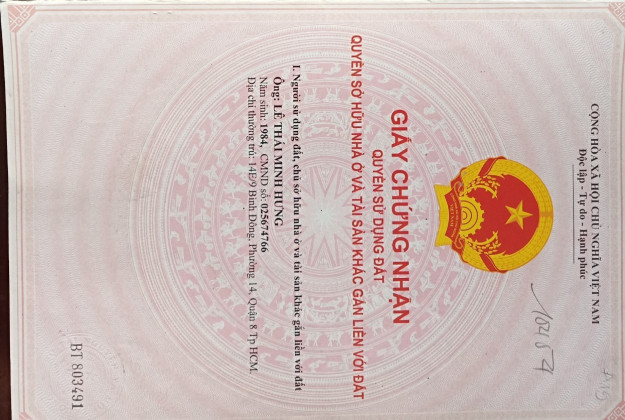 CỘNG HÒA XÃ HỘI CHỦ NGHĨA VIỆT NAM
Độc lập - Tự do - Hạnh phúc
10454
GIẤY CHỨNG NHẬN
QUYỀN SỬ DỤNG ĐẤT
QUYỀN SỞ HỮU NHÀ Ở VÀ TÀI SẢN KHÁC GẮN LIỀN VỚI ĐẤT
I. Người sử dụng đất, chủ sở hữu nhà ở và tài sản khác gắn liền với đất
Ông: LÊ THÁI MINH HƯNG
Năm sinh: 1984, CMND số: 025674766
Địa chỉ thường trú: 14E/9 Bình Đông, Phường 14, Quận 8 Tp HCM.
BT 803491